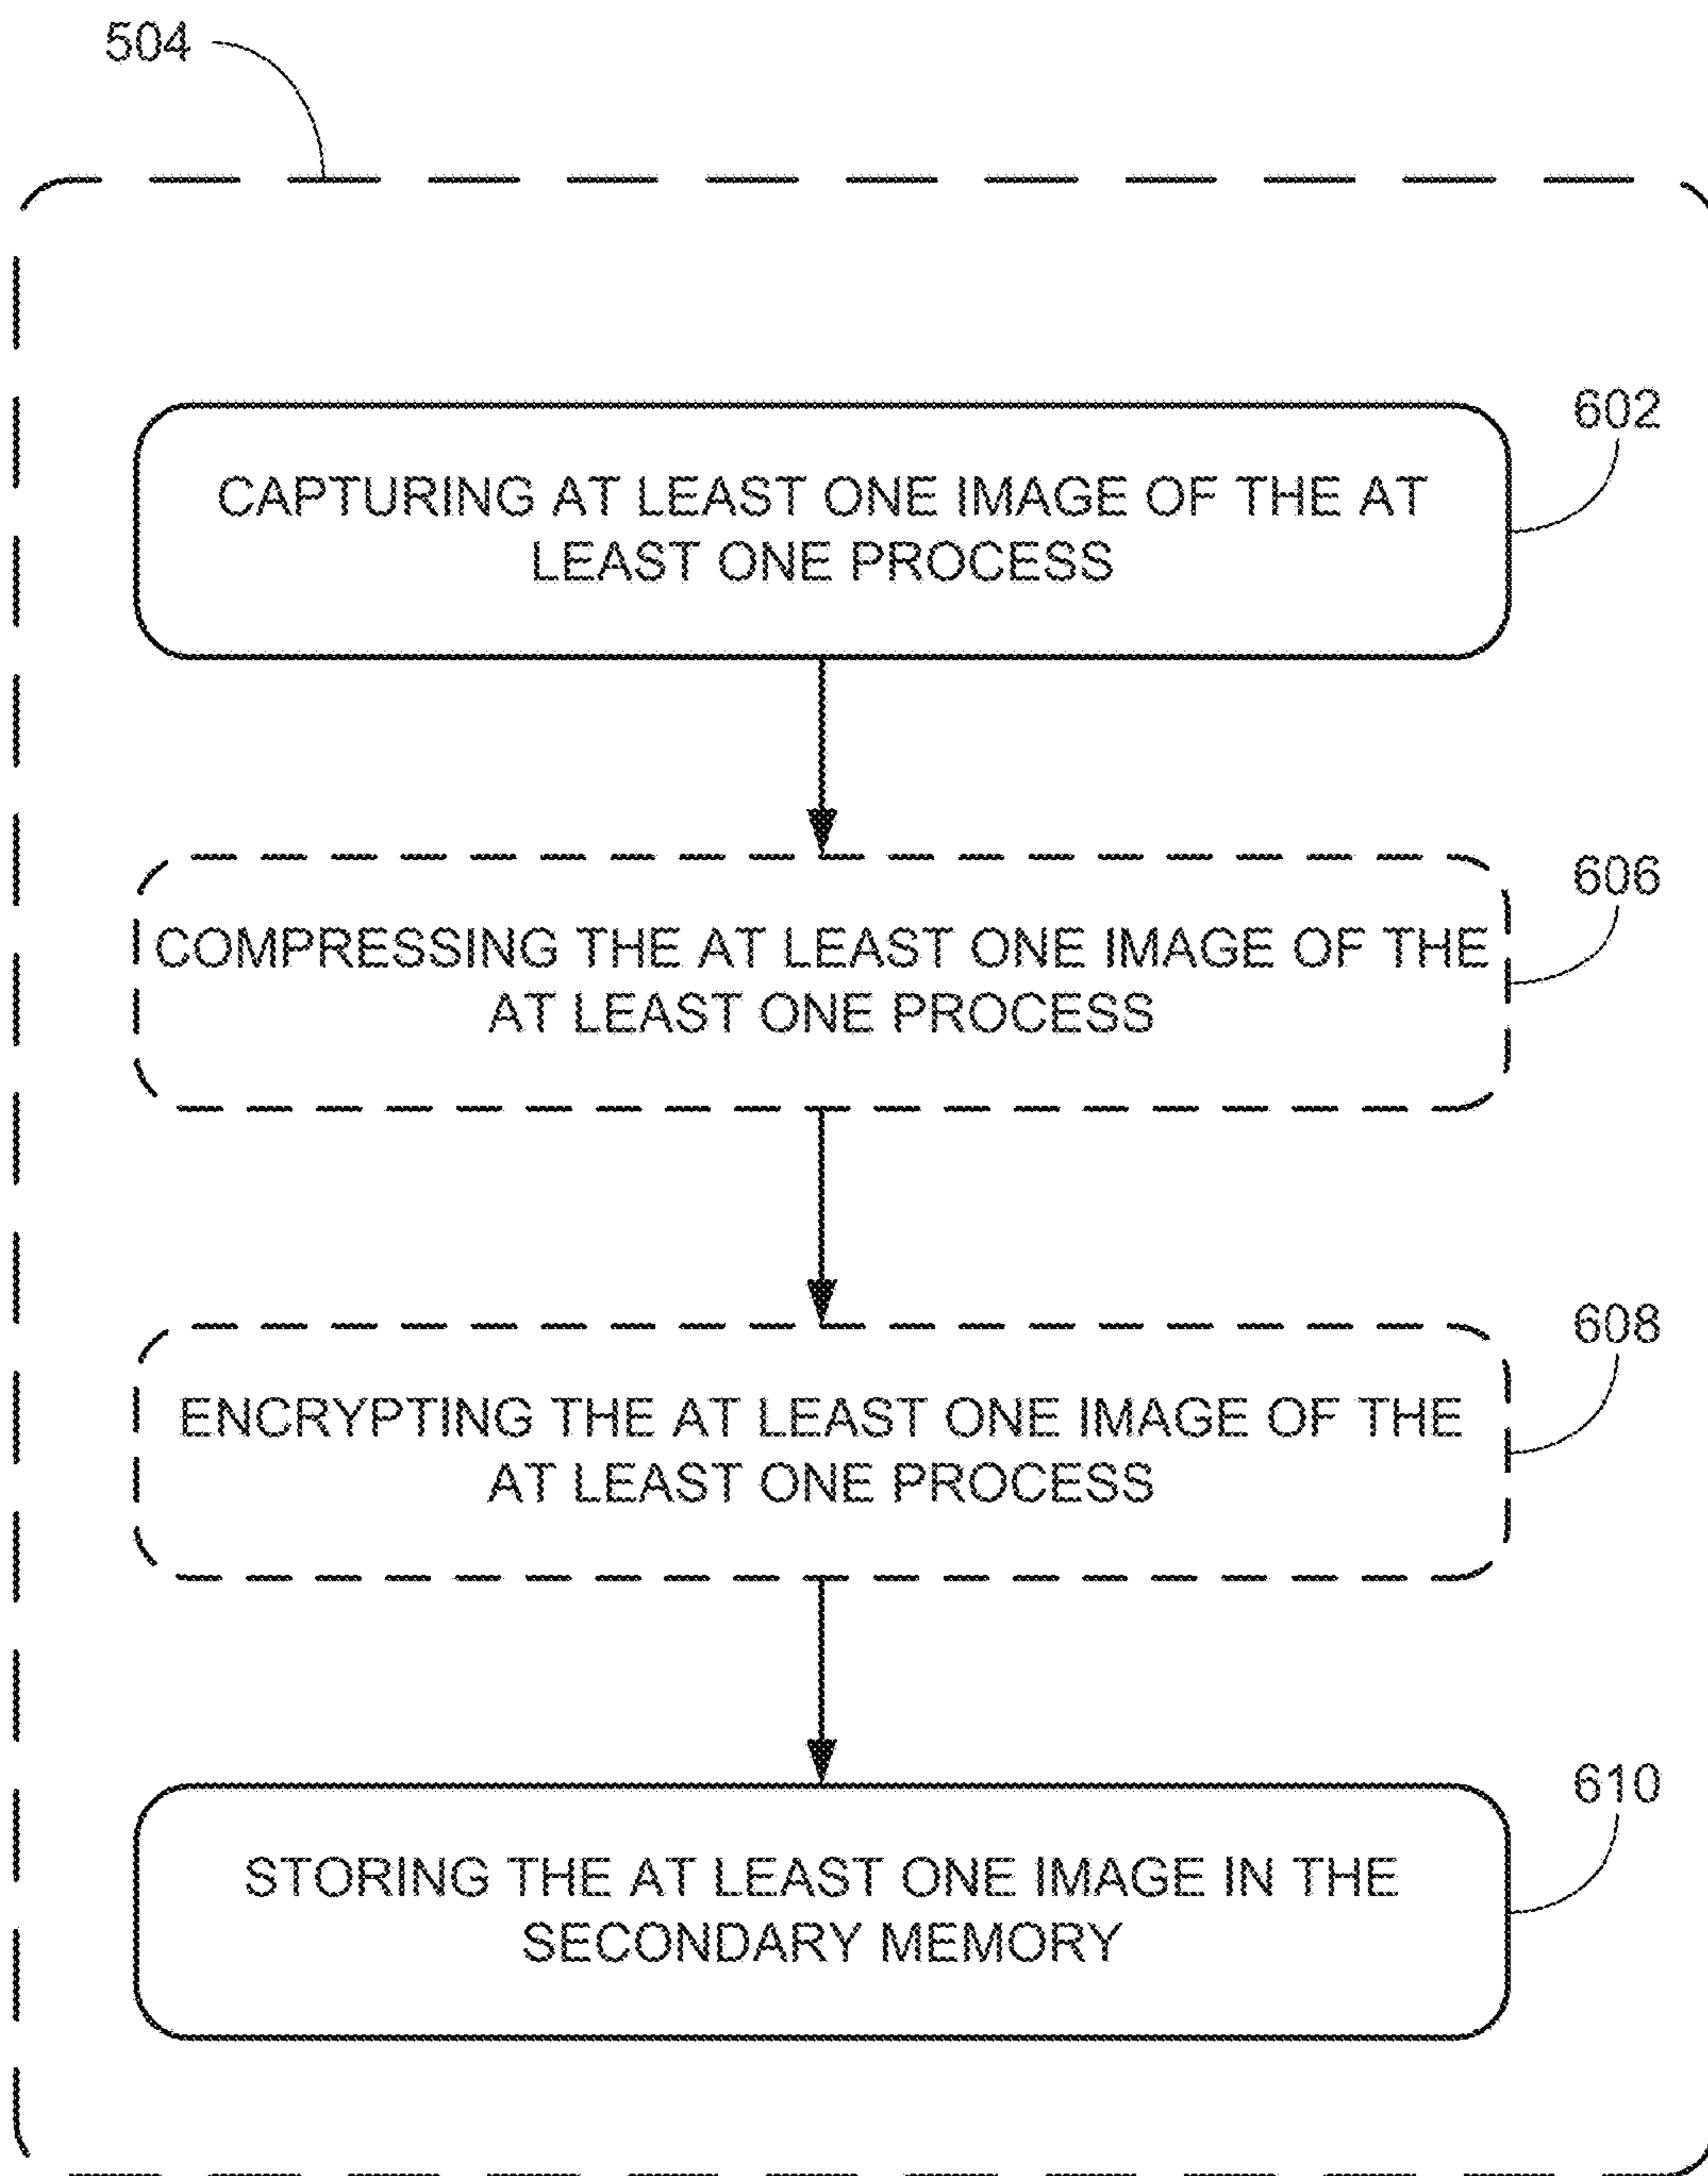 504
602
CAPTURING AT LEAST ONE IMAGE OF THE AT
LEAST ONE PROCESS
606
COMPRESSING THE AT LEAST ONE IMAGE OF THE
AT LEAST ONE PROCESS
608
ENCRYPTING THE AT LEAST ONE IMAGE OF THE
AT LEAST ONE PROCESS
610
STORING THE AT LEAST ONE IMAGE IN THE
SECONDARY MEMORY